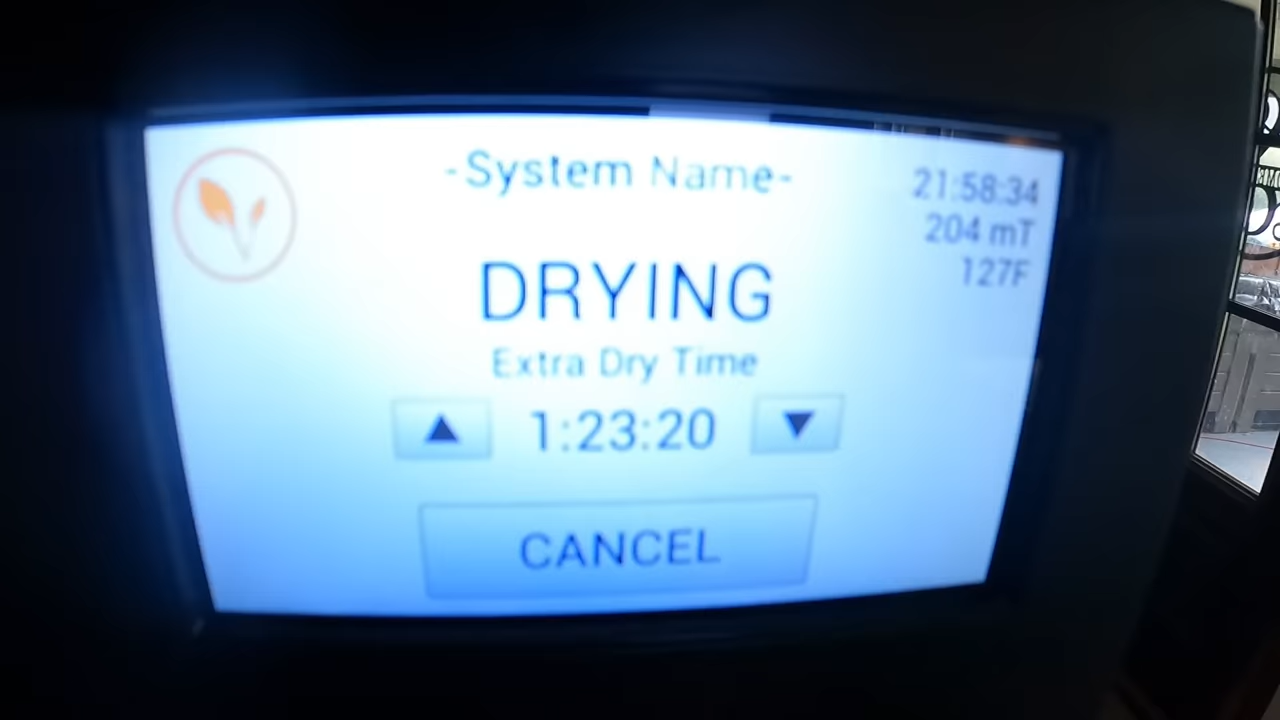 -System Name-
21:58:34
204 mT
127F
DRYING
Extra Dry Time
▲ 1:23:20 ▼
CANCEL